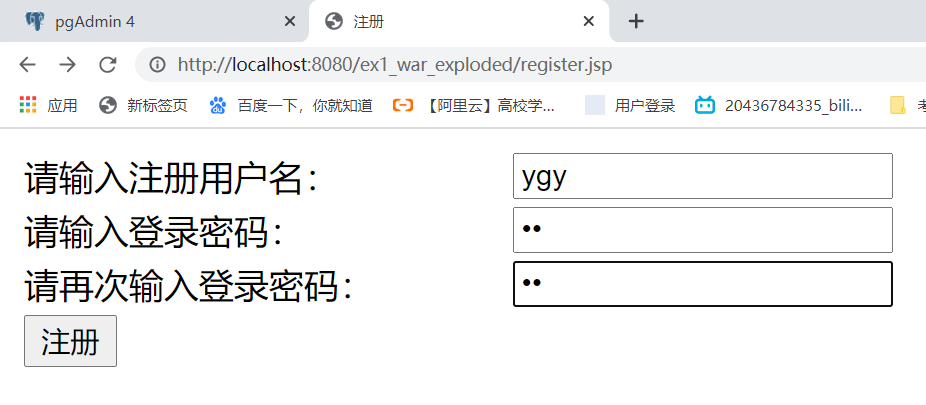 pgAdmin 4
注册
http://localhost:8080/ex1_war_exploded/register.jsp
应用 新标签页 百度一下，你就知道 【阿里云】高校学... 用户登录 20436784335_bili...
请输入注册用户名： ygy
请输入登录密码： ••
请再次输入登录密码： ••
注册